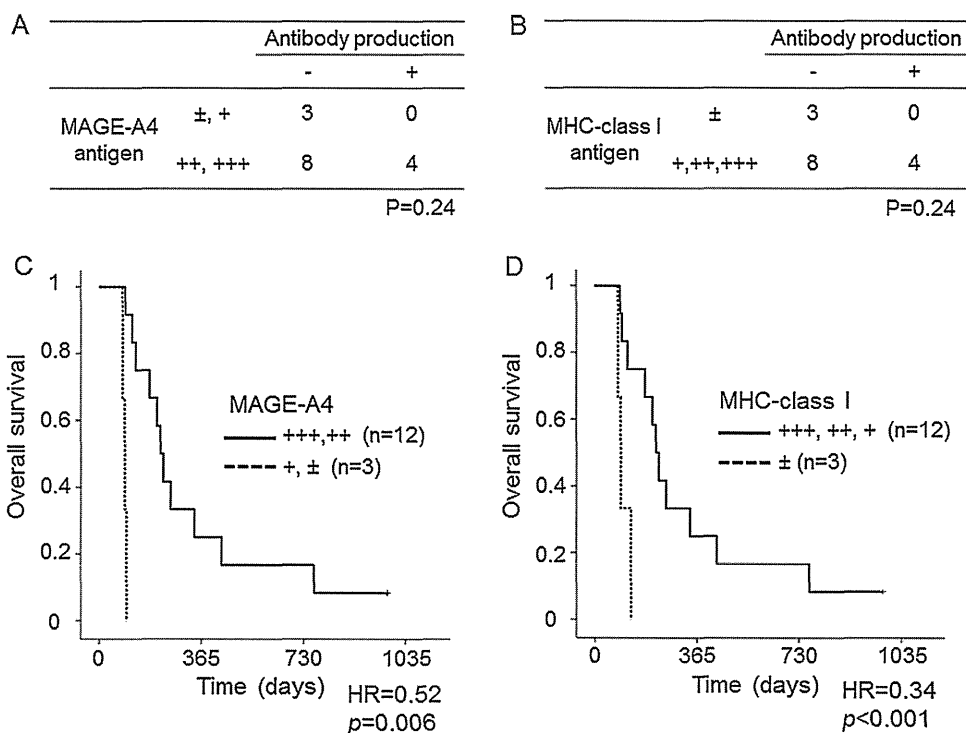 A
Antibody production
- +
MAGE-A4 antigen
±, + 3 0
++, +++ 8 4
P=0.24
B
Antibody production
- +
MHC-class I antigen
± 3 0
+,++,+++ 8 4
P=0.24
C
Overall survival
1
0.8
0.6
0.4
0.2
0
MAGE-A4
+++,++ (n=12)
+, ± (n=3)
0 365 730 1035
Time (days)
HR=0.52
p=0.006
D
Overall survival
1
0.8
0.6
0.4
0.2
0
MHC-class I
+++, ++, + (n=12)
± (n=3)
0 365 730 1035
Time (days)
HR=0.34
p<0.001